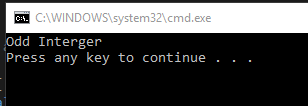 C:\WINDOWS\system32\cmd.exe
Odd Interger
Press any key to continue . . .